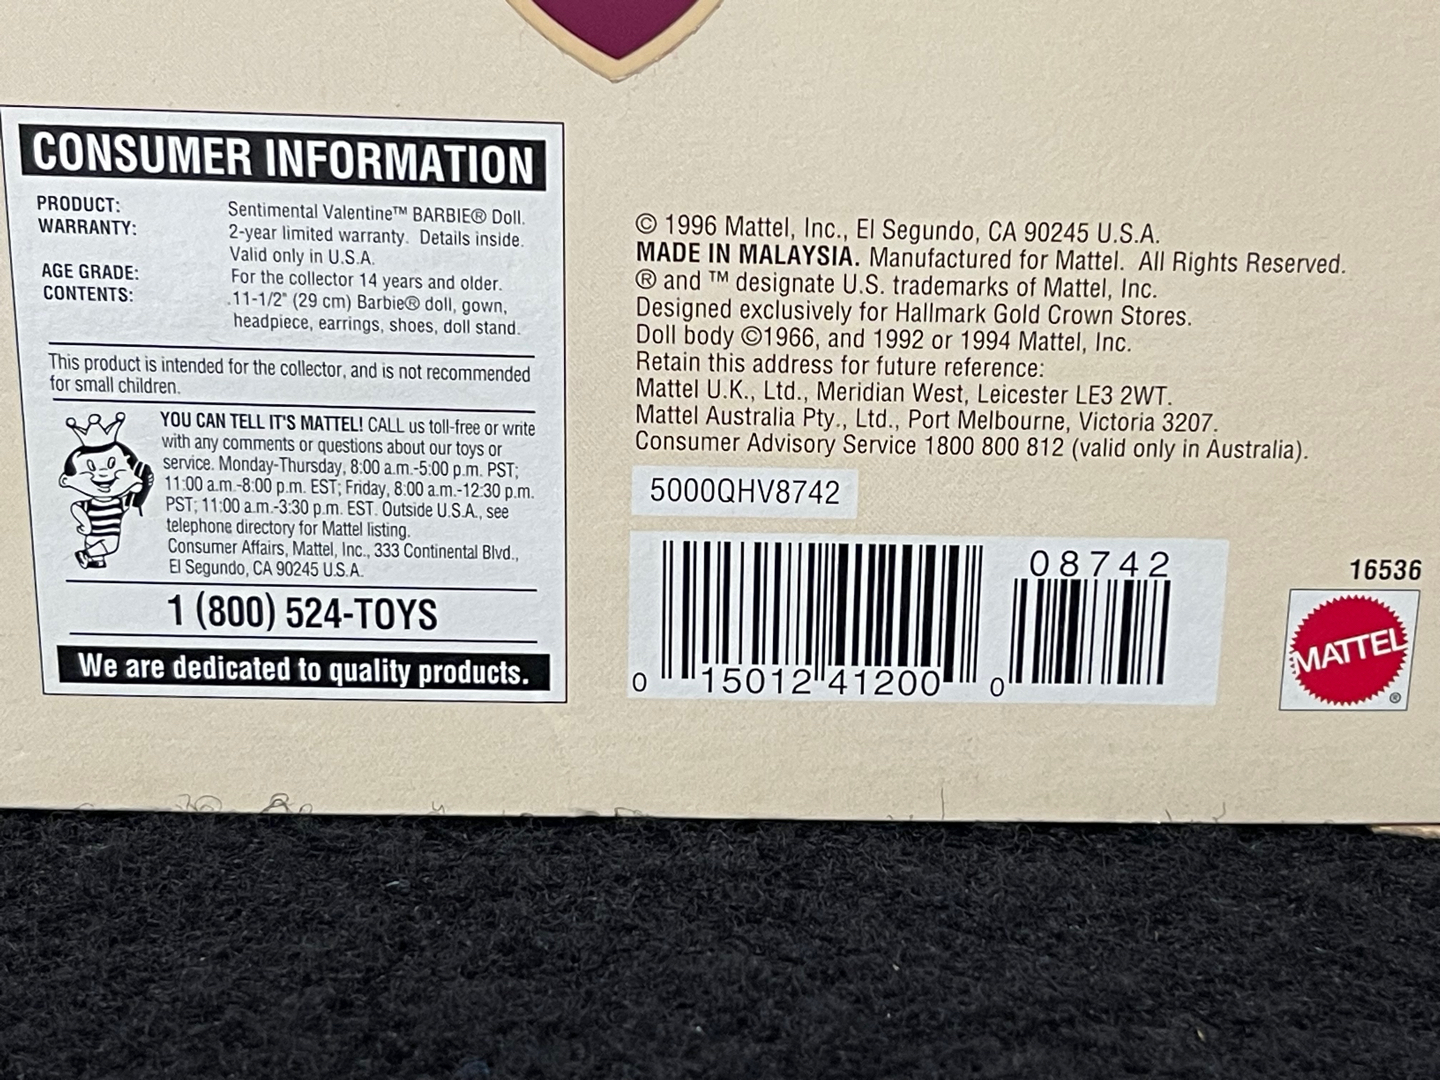 CONSUMER INFORMATION
PRODUCT: Sentimental Valentine™ BARBIE® Doll.
WARRANTY: 2-year limited warranty. Details inside.
Valid only in U.S.A.
AGE GRADE: For the collector 14 years and older.
CONTENTS: 11-1/2" (29 cm) Barbie® doll, gown,
headpiece, earrings, shoes, doll stand.
This product is intended for the collector, and is not recommended
for small children.
YOU CAN TELL IT'S MATTEL! CALL us toll-free or write
with any comments or questions about our toys or
service. Monday-Thursday, 8:00 a.m.-5:00 p.m. PST;
11:00 a.m.-8:00 p.m. EST; Friday, 8:00 a.m.-12:30 p.m.
PST; 11:00 a.m.-3:30 p.m. EST. Outside U.S.A., see
telephone directory for Mattel listing.
Consumer Affairs, Mattel, Inc., 333 Continental Blvd.,
El Segundo, CA 90245 U.S.A.
1 (800) 524-TOYS
We are dedicated to quality products.
© 1996 Mattel, Inc., El Segundo, CA 90245 U.S.A.
MADE IN MALAYSIA. Manufactured for Mattel. All Rights Reserved.
® and ™ designate U.S. trademarks of Mattel, Inc.
Designed exclusively for Hallmark Gold Crown Stores.
Doll body ©1966, and 1992 or 1994 Mattel, Inc.
Retain this address for future reference:
Mattel U.K., Ltd., Meridian West, Leicester LE3 2WT.
Mattel Australia Pty., Ltd., Port Melbourne, Victoria 3207.
Consumer Advisory Service 1800 800 812 (valid only in Australia).
5000QHV8742
08742
0 15012 41200 0
16536
MATTEL®